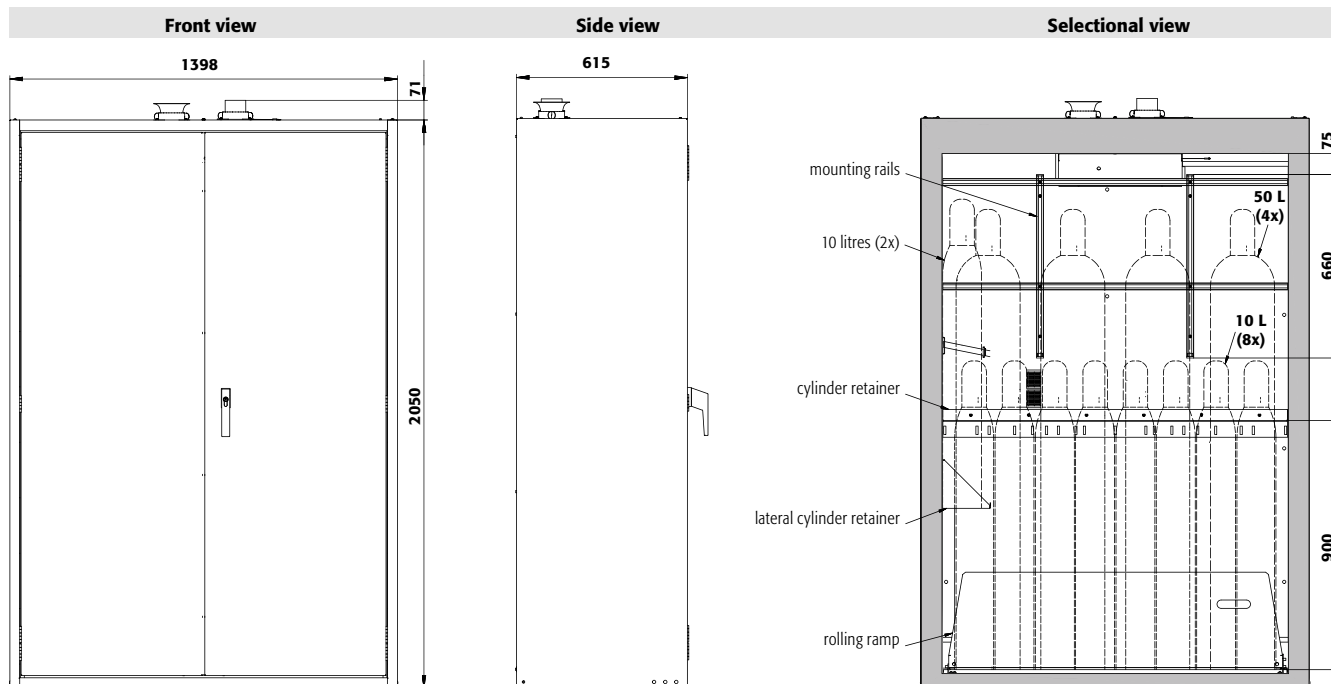 Front view
Side view
Selectional view
1398
71
615
2050
mounting rails
10 litres (2x)
cylinder retainer
lateral cylinder retainer
rolling ramp
50 L
(4x)
10 L
(8x)
75
660
900